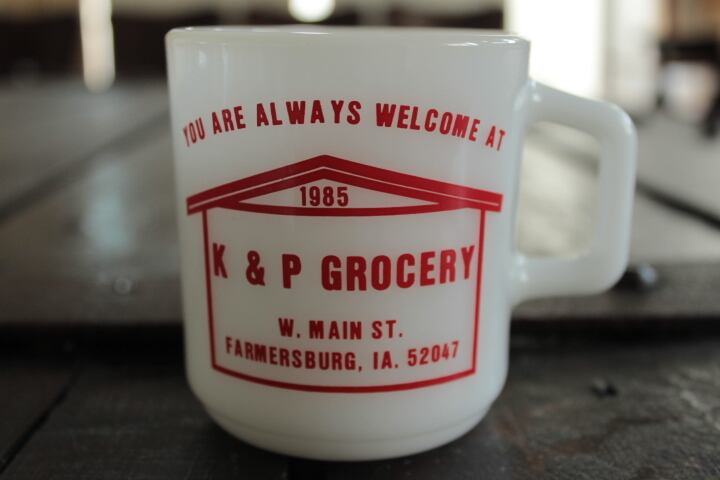 YOU ARE ALWAYS WELCOME AT
1985
K & P GROCERY
W. MAIN ST.
FARMERSBURG, IA. 52047